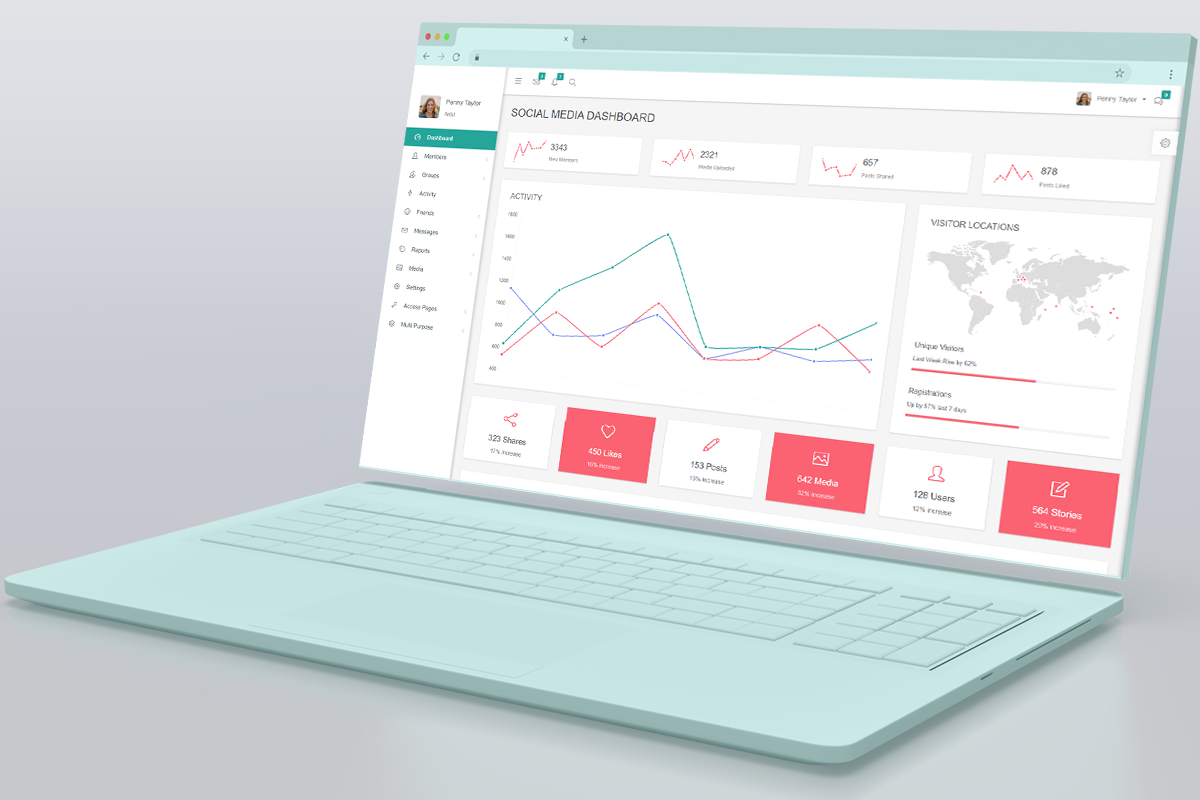 x
+
Penny Taylor
Artist
Dashboard
Members
Groups
Activity
Friends
Messages
Reports
Media
Settings
Access Pages
Multi Purpose
Penny Taylor
SOCIAL MEDIA DASHBOARD
3343
New Members
2321
Media Uploaded
657
Posts Shared
878
Posts Liked
ACTIVITY
1800
1600
1400
1200
1000
800
600
400
VISITOR LOCATIONS
Unique Visitors
Last Week Rise by 62%
Registrations
Up by 57% last 7 days
323 Shares
17% increase
450 Likes
15% increase
153 Posts
13% increase
642 Media
32% increase
128 Users
12% increase
564 Stories
25% increase